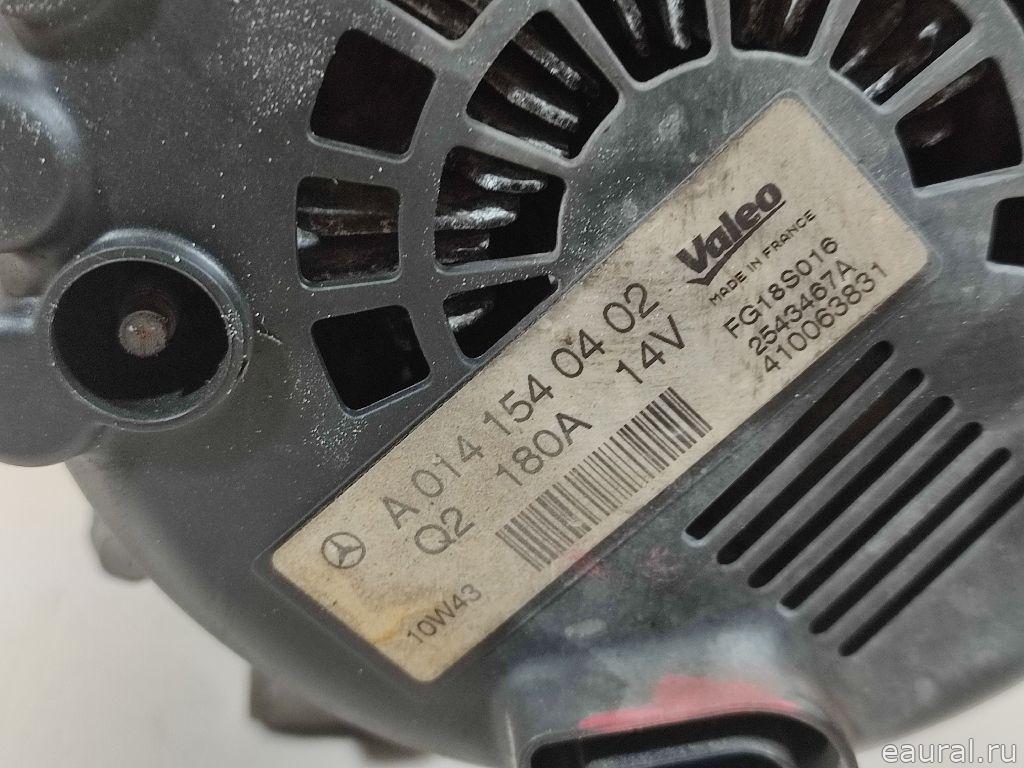 Valeo
MADE IN FRANCE
FG18S016
2543467A
410063831
A 014 154 04 02
Q2 180A 14V
10W43
eaural.ru